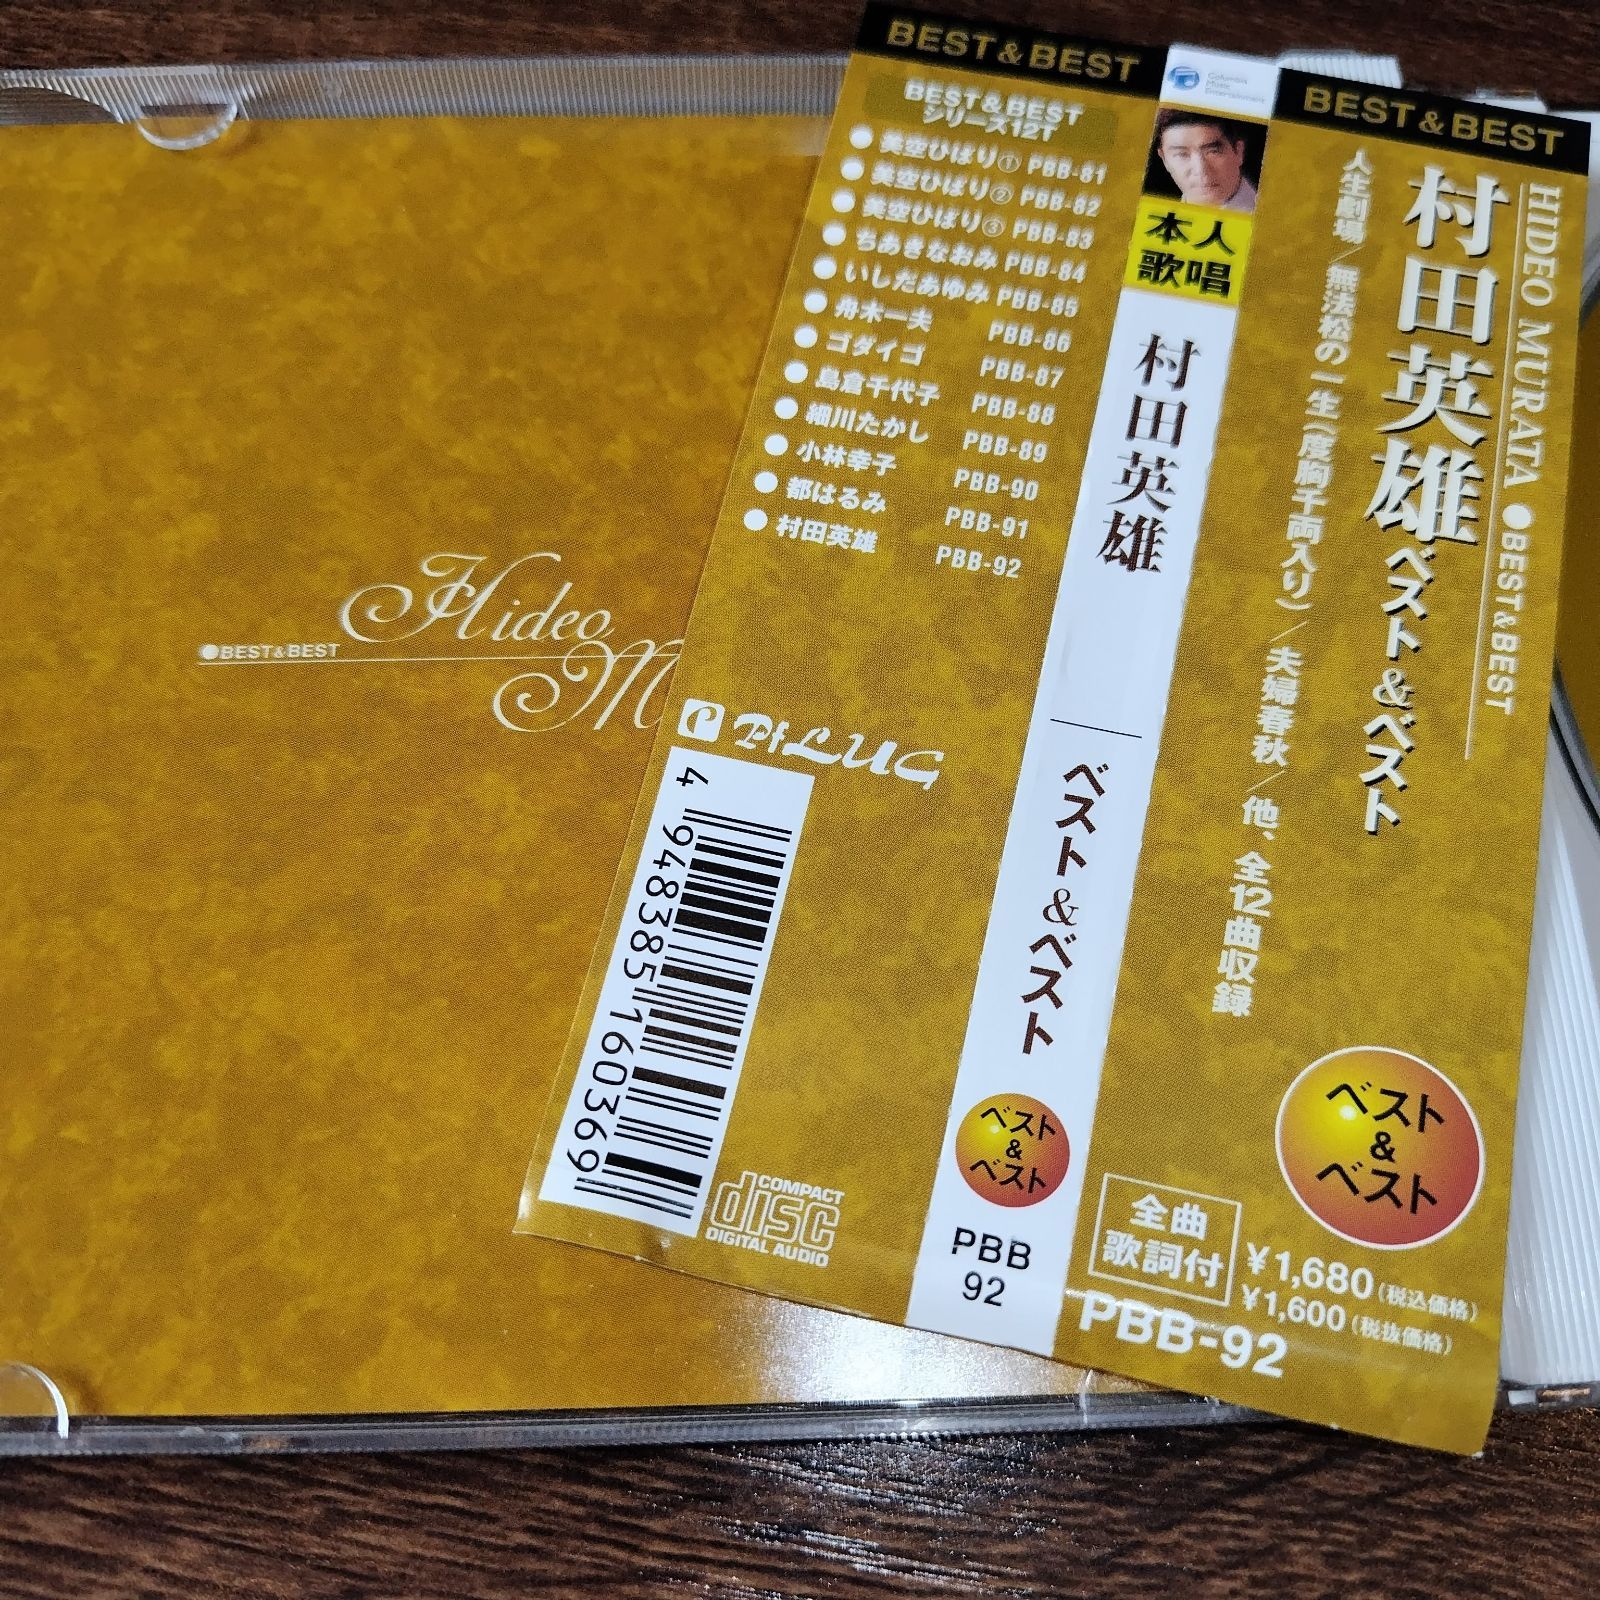 BEST&BEST
Hideo
BEST&BEST
BEST&BEST
シリーズ12T
美空ひばり① PBB-81
美空ひばり② PBB-82
美空ひばり③ PBB-83
ちあきなおみ PBB-84
いしだあゆみ PBB-85
舟木一夫 PBB-86
ゴダイゴ PBB-87
島倉千代子 PBB-88
細川たかし PBB-89
小林幸子 PBB-90
都はるみ PBB-91
村田英雄 PBB-92
P PfLUG
4 948385 160369
COMPACT
disc
DIGITAL AUDIO
Columbia
Music
Entertainment
本人
歌唱
村田英雄
ベスト&ベスト
ベスト
&
ベスト
PBB
92
BEST&BEST
HIDEO MURATA ●BEST&BEST
村田英雄 ベスト&ベスト
人生劇場/無法松の一生(度胸千両入り)/夫婦春秋/他、全12曲収録
ベスト
&
ベスト
全曲
歌詞付
¥1,680(税込価格)
¥1,600(税抜価格)
PBB-92